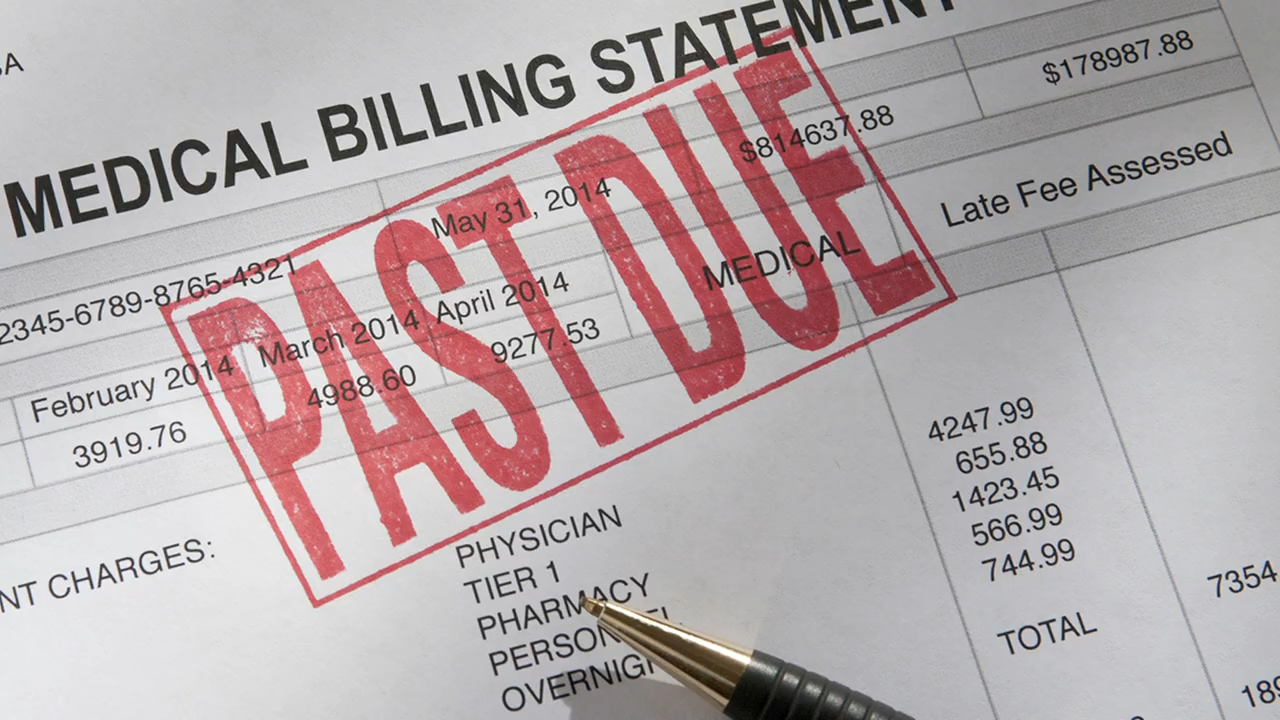 MEDICAL BILLING STATEMENT
$178987.88
$814637.88
Late Fee Assessed
May 31, 2014
2345-6789-8765-4321
MEDICAL
February 2014 March 2014 April 2014
3919.76 4988.60 9277.53
PAST DUE
NT CHARGES:
PHYSICIAN 4247.99
TIER 1 655.88
PHARMACY 1423.45
566.99
744.99
7354
TOTAL
189